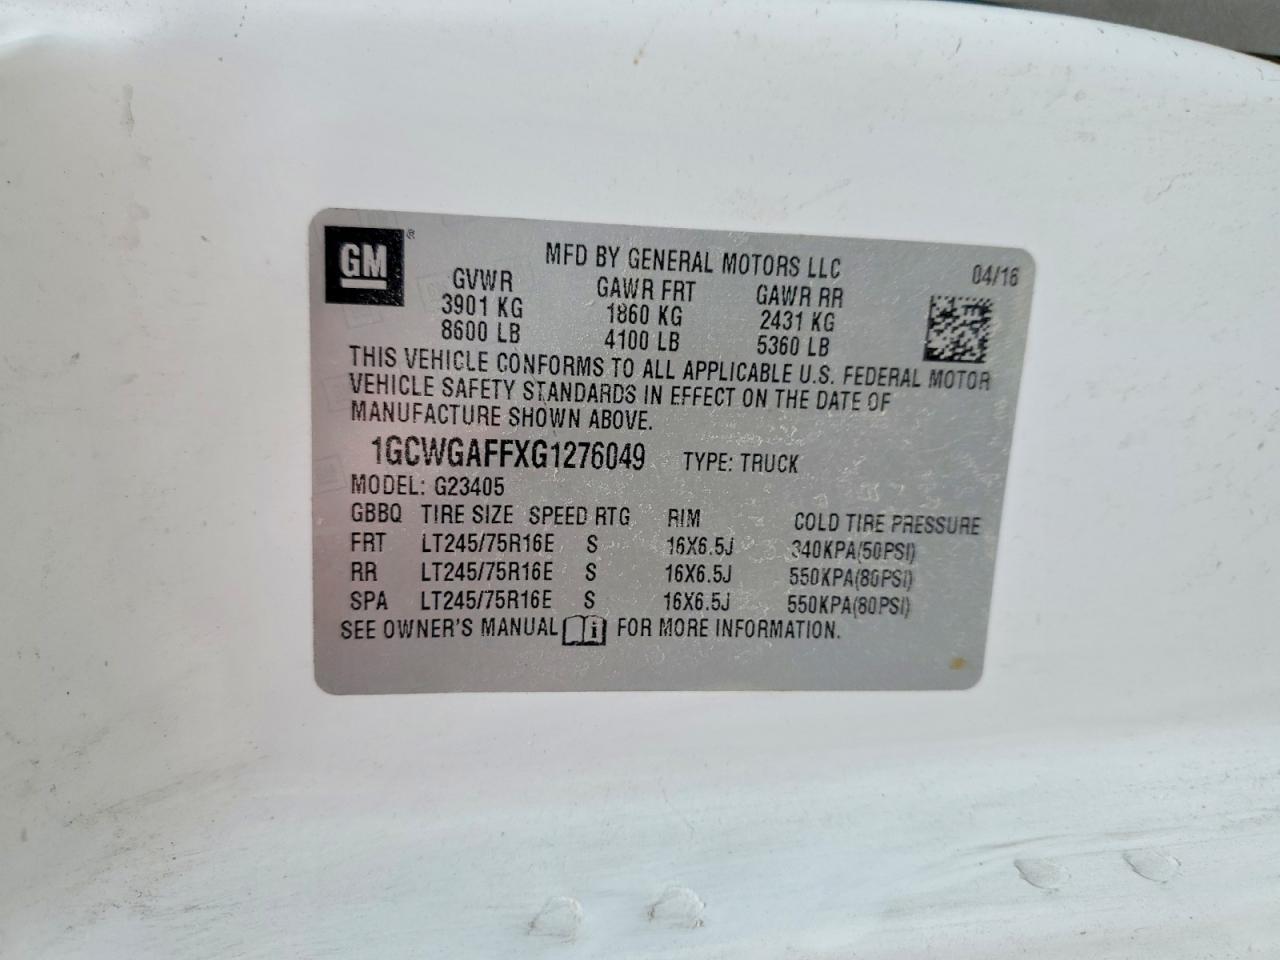 GM®
MFD BY GENERAL MOTORS LLC 04/16
GVWR GAWR FRT GAWR RR
3901 KG 1860 KG 2431 KG
8600 LB 4100 LB 5360 LB
THIS VEHICLE CONFORMS TO ALL APPLICABLE U.S. FEDERAL MOTOR
VEHICLE SAFETY STANDARDS IN EFFECT ON THE DATE OF
MANUFACTURE SHOWN ABOVE.
1GCWGAFFXG1276049 TYPE: TRUCK
MODEL: G23405
GBBQ TIRE SIZE SPEED RTG RIM COLD TIRE PRESSURE
FRT LT245/75R16E S 16X6.5J 340KPA(50PSI)
RR LT245/75R16E S 16X6.5J 550KPA(80PSI)
SPA LT245/75R16E S 16X6.5J 550KPA(80PSI)
SEE OWNER'S MANUAL i FOR MORE INFORMATION.